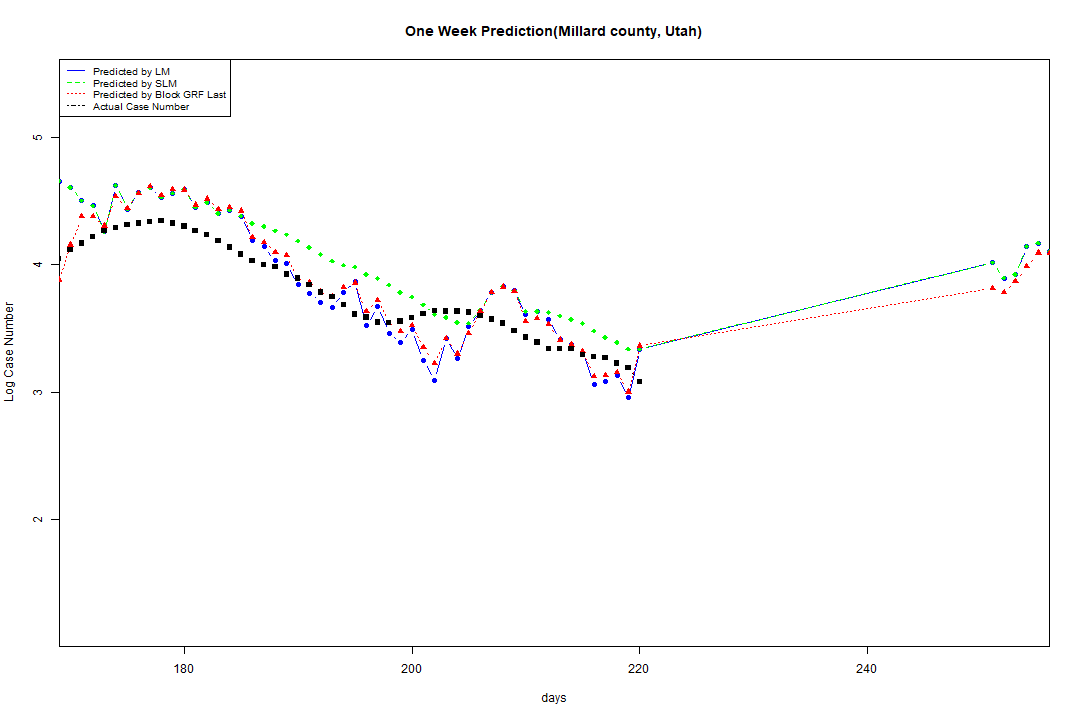 One Week Prediction(Millard county, Utah)
Predicted by LM
Predicted by SLM
Predicted by Block GRF Last
Actual Case Number
5
4
3
2
Log Case Number
180 200 220 240
days